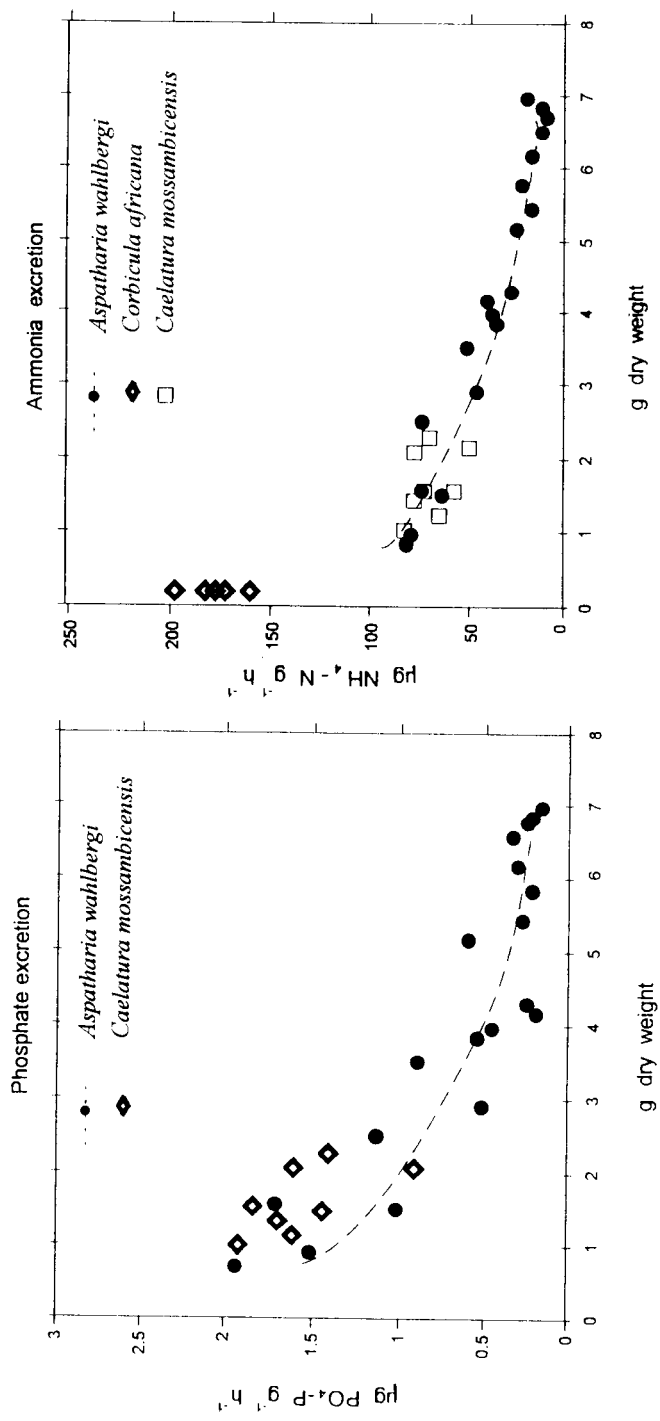 Phosphate excretion
Aspatharia wahlbergi
Caelatura mossambicensis
3
2
1.5
1
0.5
0
µg PO₄-P g⁻¹ h⁻¹
0 1 2 3 4 5 6 7 8
g dry weight
Ammonia excretion
Aspatharia wahlbergi
Corbicula africana
Caelatura mossambicensis
250
200
150
100
50
0
µg NH₄-N g⁻¹ h⁻¹
0 1 2 3 4 5 6 7 8
g dry weight